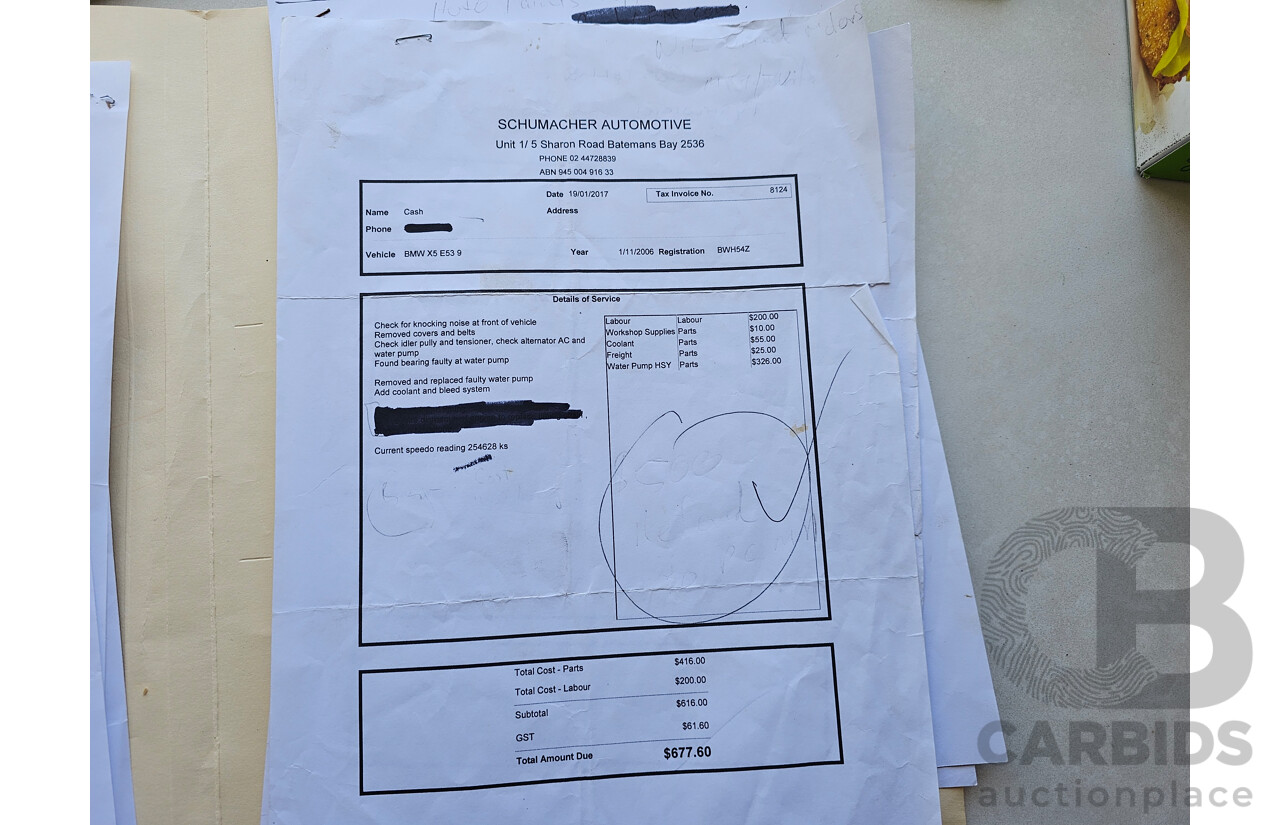 SCHUMACHER AUTOMOTIVE
Unit 1/ 5 Sharon Road Batemans Bay 2536
PHONE 02 44728839
ABN 945 004 916 33
Date 19/01/2017 Tax Invoice No. 8124
Name Cash Address
Phone
Vehicle BMW X5 E53 9 Year 1/11/2006 Registration BWH54Z
Details of Service
Check for knocking noise at front of vehicle
Removed covers and belts
Check idler pully and tensioner, check alternator AC and
water pump
Found bearing faulty at water pump
Removed and replaced faulty water pump
Add coolant and bleed system
Current speedo reading 254628 ks
Labour Labour $200.00
Workshop Supplies Parts $10.00
Coolant Parts $55.00
Freight Parts $25.00
Water Pump HSY Parts $326.00
Total Cost - Parts $416.00
Total Cost - Labour $200.00
Subtotal $616.00
GST $61.60
Total Amount Due $677.60
CB
CARBIDS
auctionplace